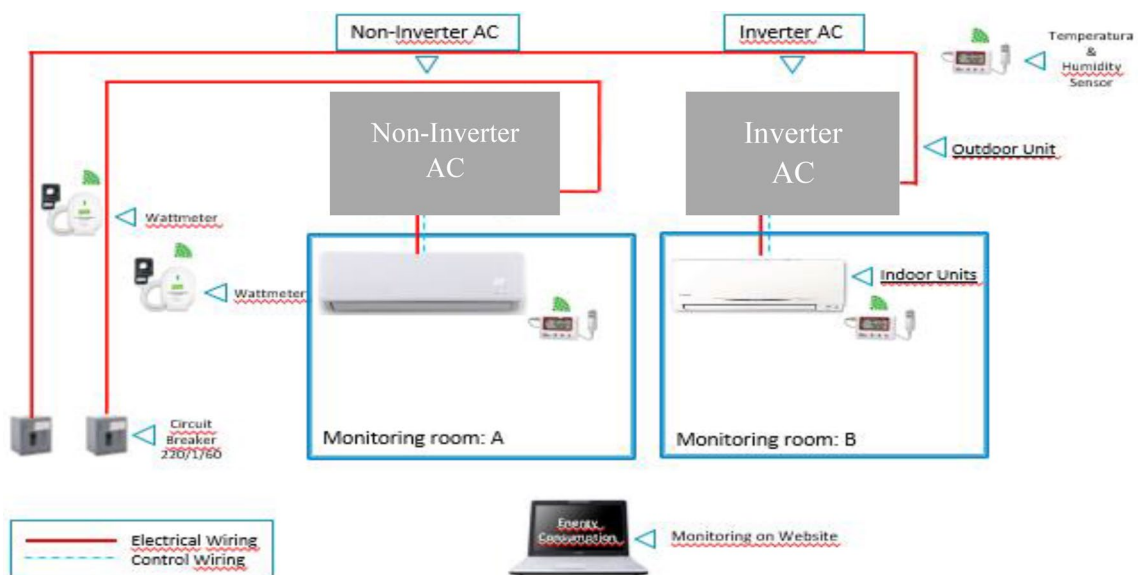 Non-Inverter AC
Inverter AC
Temperatura
&
Humidity
Sensor
Non-Inverter
AC
Inverter
AC
Outdoor Unit
Wattmeter
Wattmeter
Indoor Units
Circuit
Breaker
220/1/60
Monitoring room: A
Monitoring room: B
Energy
Consumption
Monitoring on Website
Electrical Wiring
Control Wiring